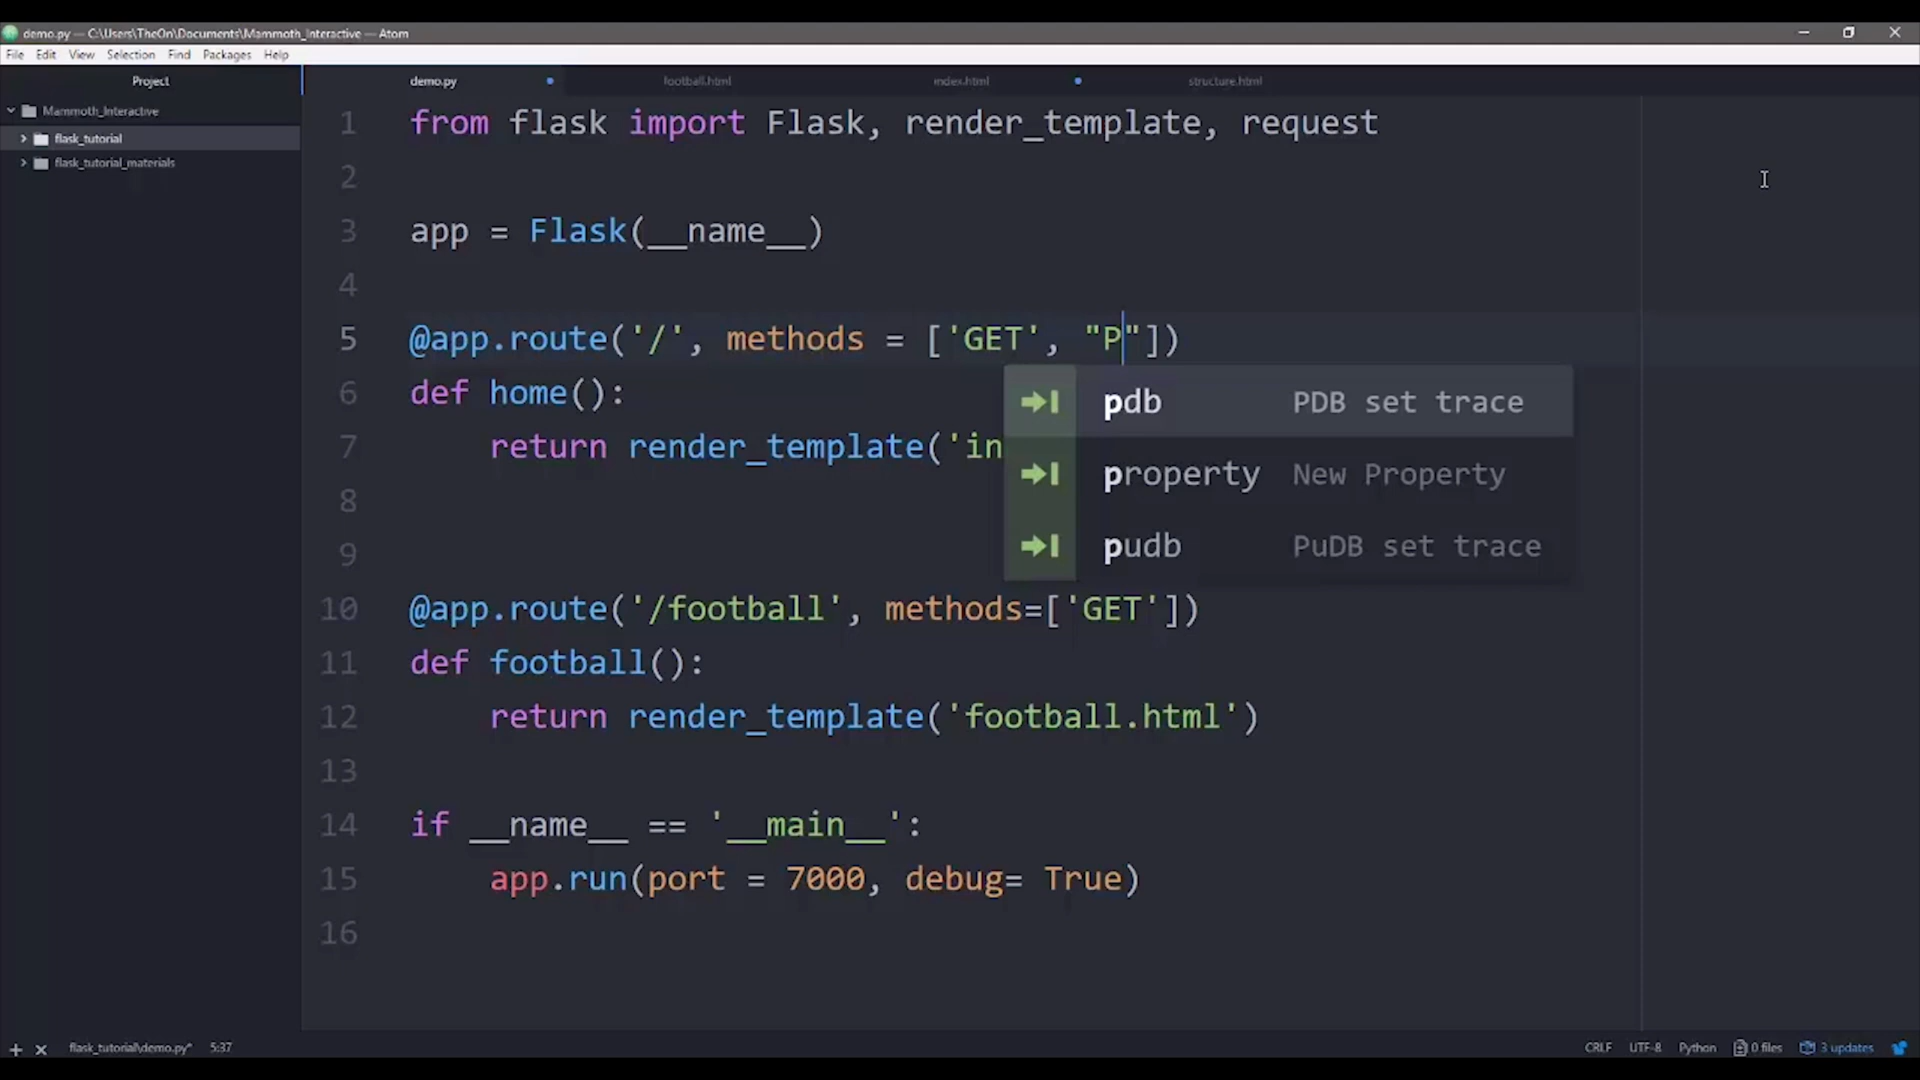 demo.py — C:\Users\TheOn\Documents\Mammoth_Interactive — Atom
File Edit View Selection Find Packages Help
Project
demo.py football.html index.html structure.html
Mammoth_Interactive
flask_tutorial
flask_tutorial_materials
1 from flask import Flask, render_template, request
2
3 app = Flask(__name__)
4
5 @app.route('/', methods = ['GET', "P"])
6 def home():
7 return render_template('in
8
9
pdb PDB set trace
property New Property
pudb PuDB set trace
10 @app.route('/football', methods=['GET'])
11 def football():
12 return render_template('football.html')
13
14 if __name__ == '__main__':
15 app.run(port = 7000, debug= True)
16
flask_tutorial\demo.py* 5:37 CRLF UTF-8 Python 0 files 3 updates